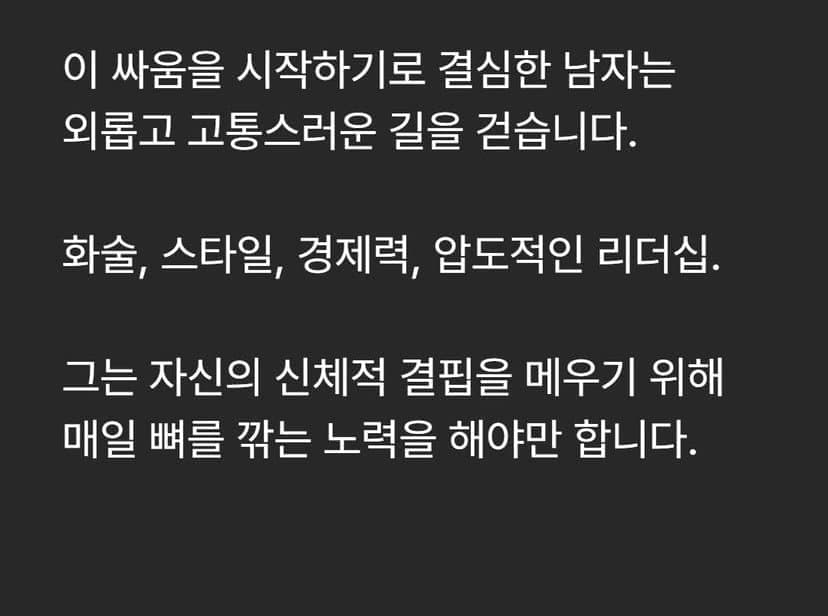 이 싸움을 시작하기로 결심한 남자는
외롭고 고통스러운 길을 걷습니다.
화술, 스타일, 경제력, 압도적인 리더십.
그는 자신의 신체적 결핍을 메우기 위해
매일 뼈를 깎는 노력을 해야만 합니다.